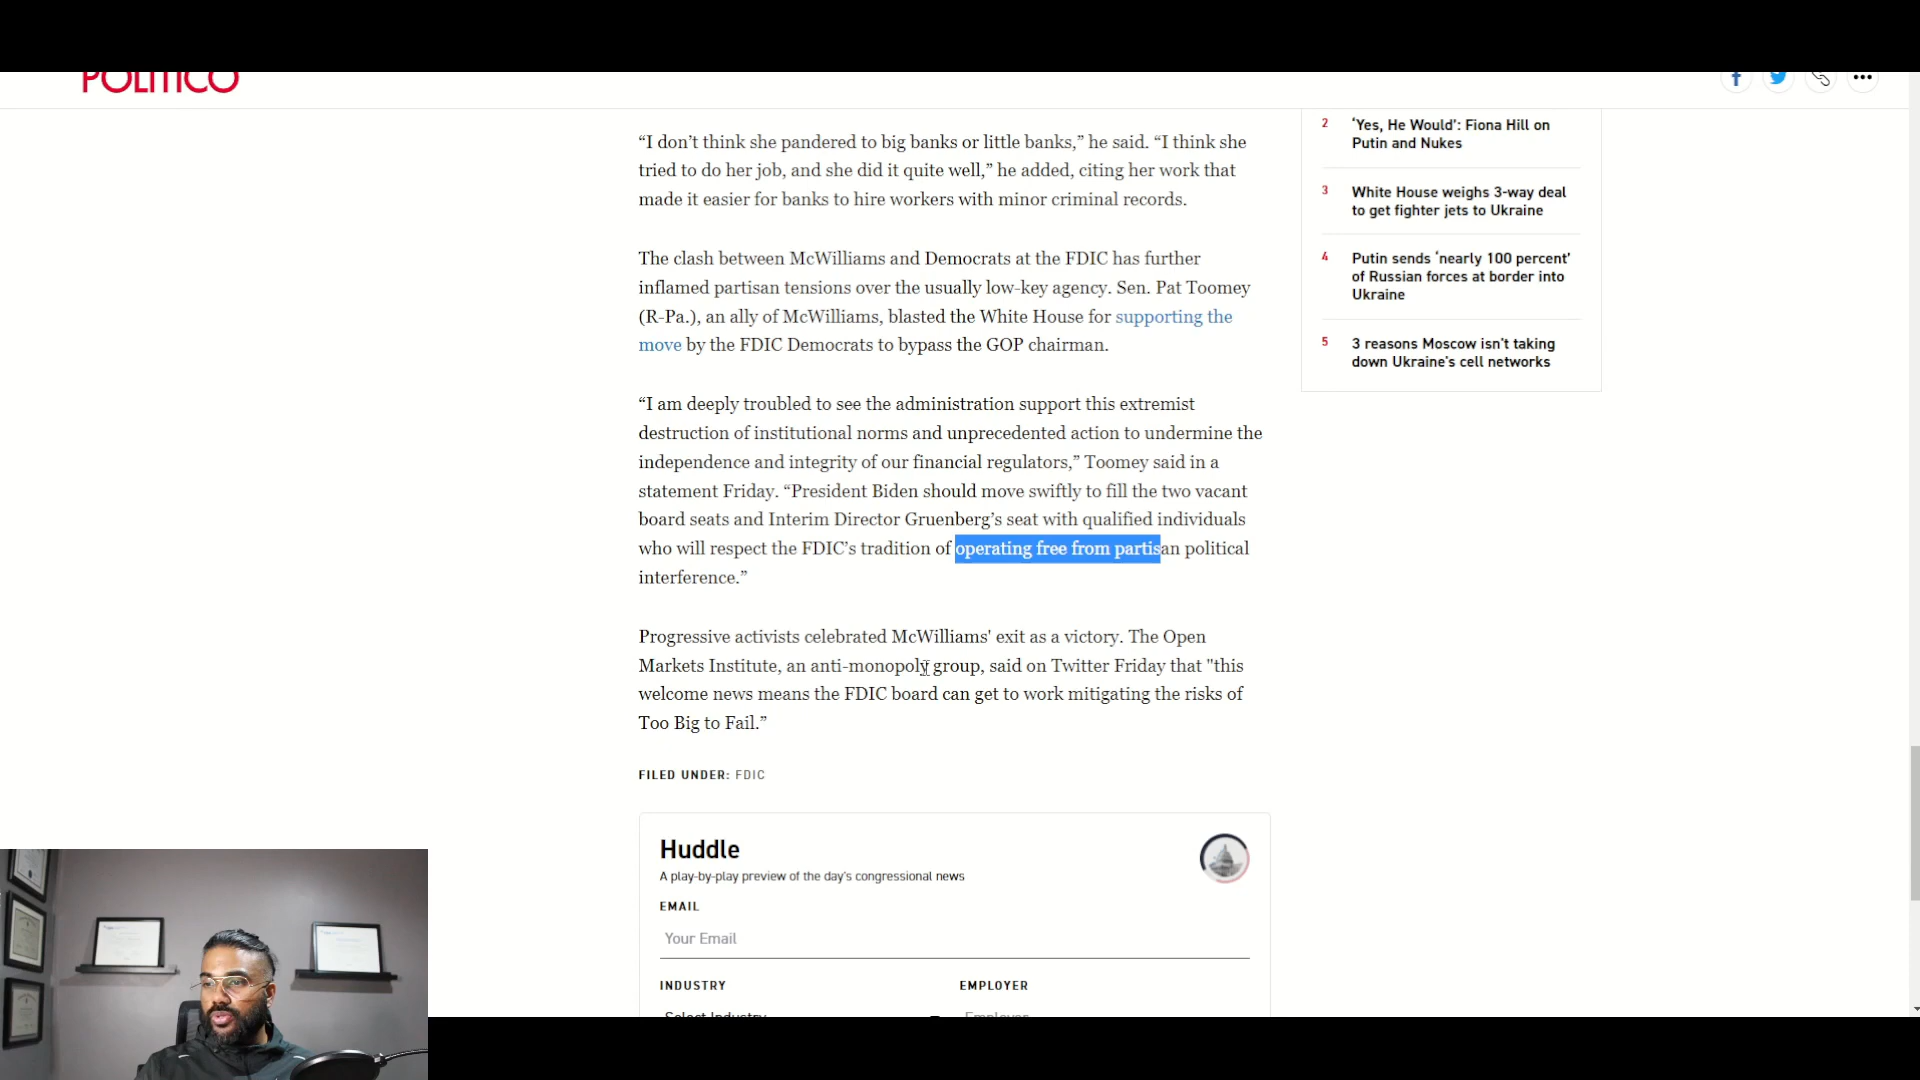 POLITICO
“I don’t think she pandered to big banks or little banks,” he said. “I think she
tried to do her job, and she did it quite well,” he added, citing her work that
made it easier for banks to hire workers with minor criminal records.
The clash between McWilliams and Democrats at the FDIC has further
inflamed partisan tensions over the usually low-key agency. Sen. Pat Toomey
(R-Pa.), an ally of McWilliams, blasted the White House for supporting the
move by the FDIC Democrats to bypass the GOP chairman.
“I am deeply troubled to see the administration support this extremist
destruction of institutional norms and unprecedented action to undermine the
independence and integrity of our financial regulators,” Toomey said in a
statement Friday. “President Biden should move swiftly to fill the two vacant
board seats and Interim Director Gruenberg’s seat with qualified individuals
who will respect the FDIC’s tradition of operating free from partisan political
interference.”
Progressive activists celebrated McWilliams' exit as a victory. The Open
Markets Institute, an anti-monopoly group, said on Twitter Friday that "this
welcome news means the FDIC board can get to work mitigating the risks of
Too Big to Fail.”
FILED UNDER: FDIC
Huddle
A play-by-play preview of the day's congressional news
EMAIL
Your Email
INDUSTRY
EMPLOYER
Select Industry
Employer
2
‘Yes, He Would’: Fiona Hill on
Putin and Nukes
3
White House weighs 3-way deal
to get fighter jets to Ukraine
4
Putin sends ‘nearly 100 percent’
of Russian forces at border into
Ukraine
5
3 reasons Moscow isn't taking
down Ukraine's cell networks